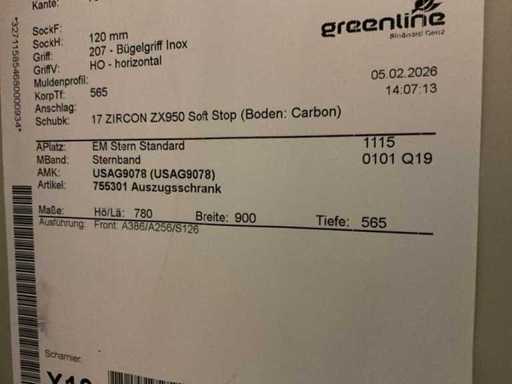 Kante:
greenline
SockF:
SockH: 120 mm
Griff: 207 - Bügelgriff Inox
GriffV: HO - horizontal
Muldenprofil:
KorpTf: 565
05.02.2026
Anschlag:
14:07:13
Schubk: 17 ZIRCON ZX950 Soft Stop (Boden: Carbon)
APlatz: EM Stern Standard 1115
MBand: Sternband 0101 Q19
AMK: USAG9078 (USAG9078)
Artikel: 755301 Auszugsschrank
Maße: Hö/Lä: 780 Breite: 900 Tiefe: 565
Ausführung: Front: A386/A256/S126
Scharnier: